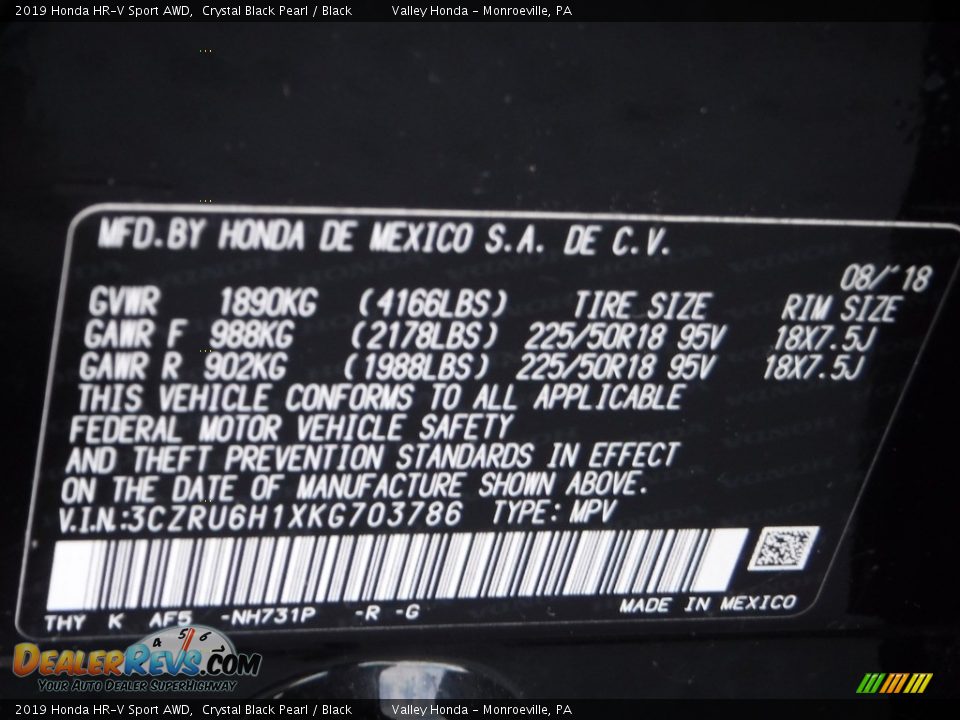 2019 Honda HR-V Sport AWD, Crystal Black Pearl / Black Valley Honda - Monroeville, PA
MFD.BY HONDA DE MEXICO S.A. DE C.V.
08/'18
GVWR 1890KG (4166LBS) TIRE SIZE RIM SIZE
GAWR F 988KG (2178LBS) 225/50R18 95V 18X7.5J
GAWR R 902KG (1988LBS) 225/50R18 95V 18X7.5J
THIS VEHICLE CONFORMS TO ALL APPLICABLE
FEDERAL MOTOR VEHICLE SAFETY
AND THEFT PREVENTION STANDARDS IN EFFECT
ON THE DATE OF MANUFACTURE SHOWN ABOVE.
V.I.N.:3CZRU6H1XKG703786 TYPE: MPV
THY K AF5 -NH731P -R -G MADE IN MEXICO
4 5 6
DEALERREVS.COM
YOUR AUTO DEALER SUPERHIGHWAY
2019 Honda HR-V Sport AWD, Crystal Black Pearl / Black Valley Honda - Monroeville, PA